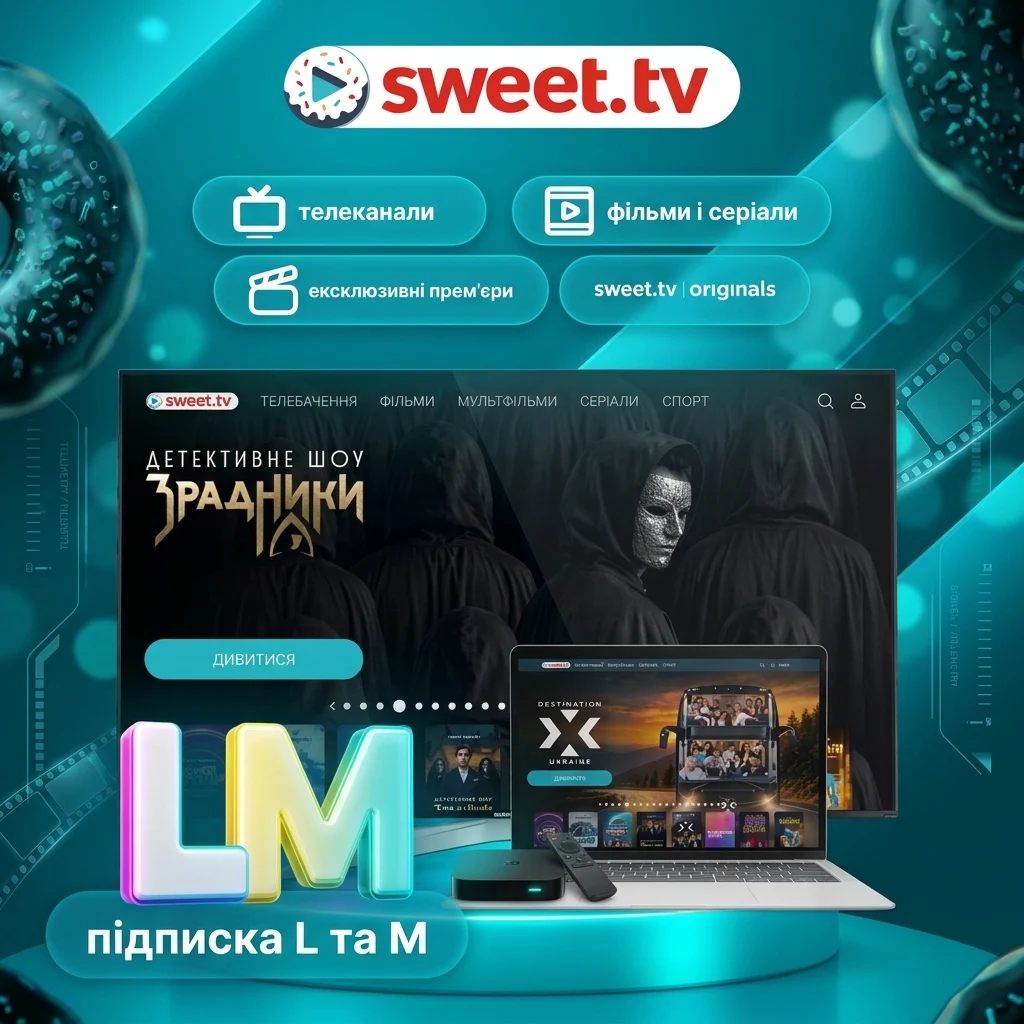 sweet.tv
телеканали
фільми і серіали
ексклюзивні прем'єри
sweet.tv | originals
sweet.tv ТЕЛЕБАЧЕННЯ ФІЛЬМИ МУЛЬТФІЛЬМИ СЕРІАЛИ СПОРТ
ДЕТЕКТИВНЕ ШОУ
ЗРАДНИКИ
ДИВИТИСЯ
DESTINATION
UKRAINE
LM
підписка L та M